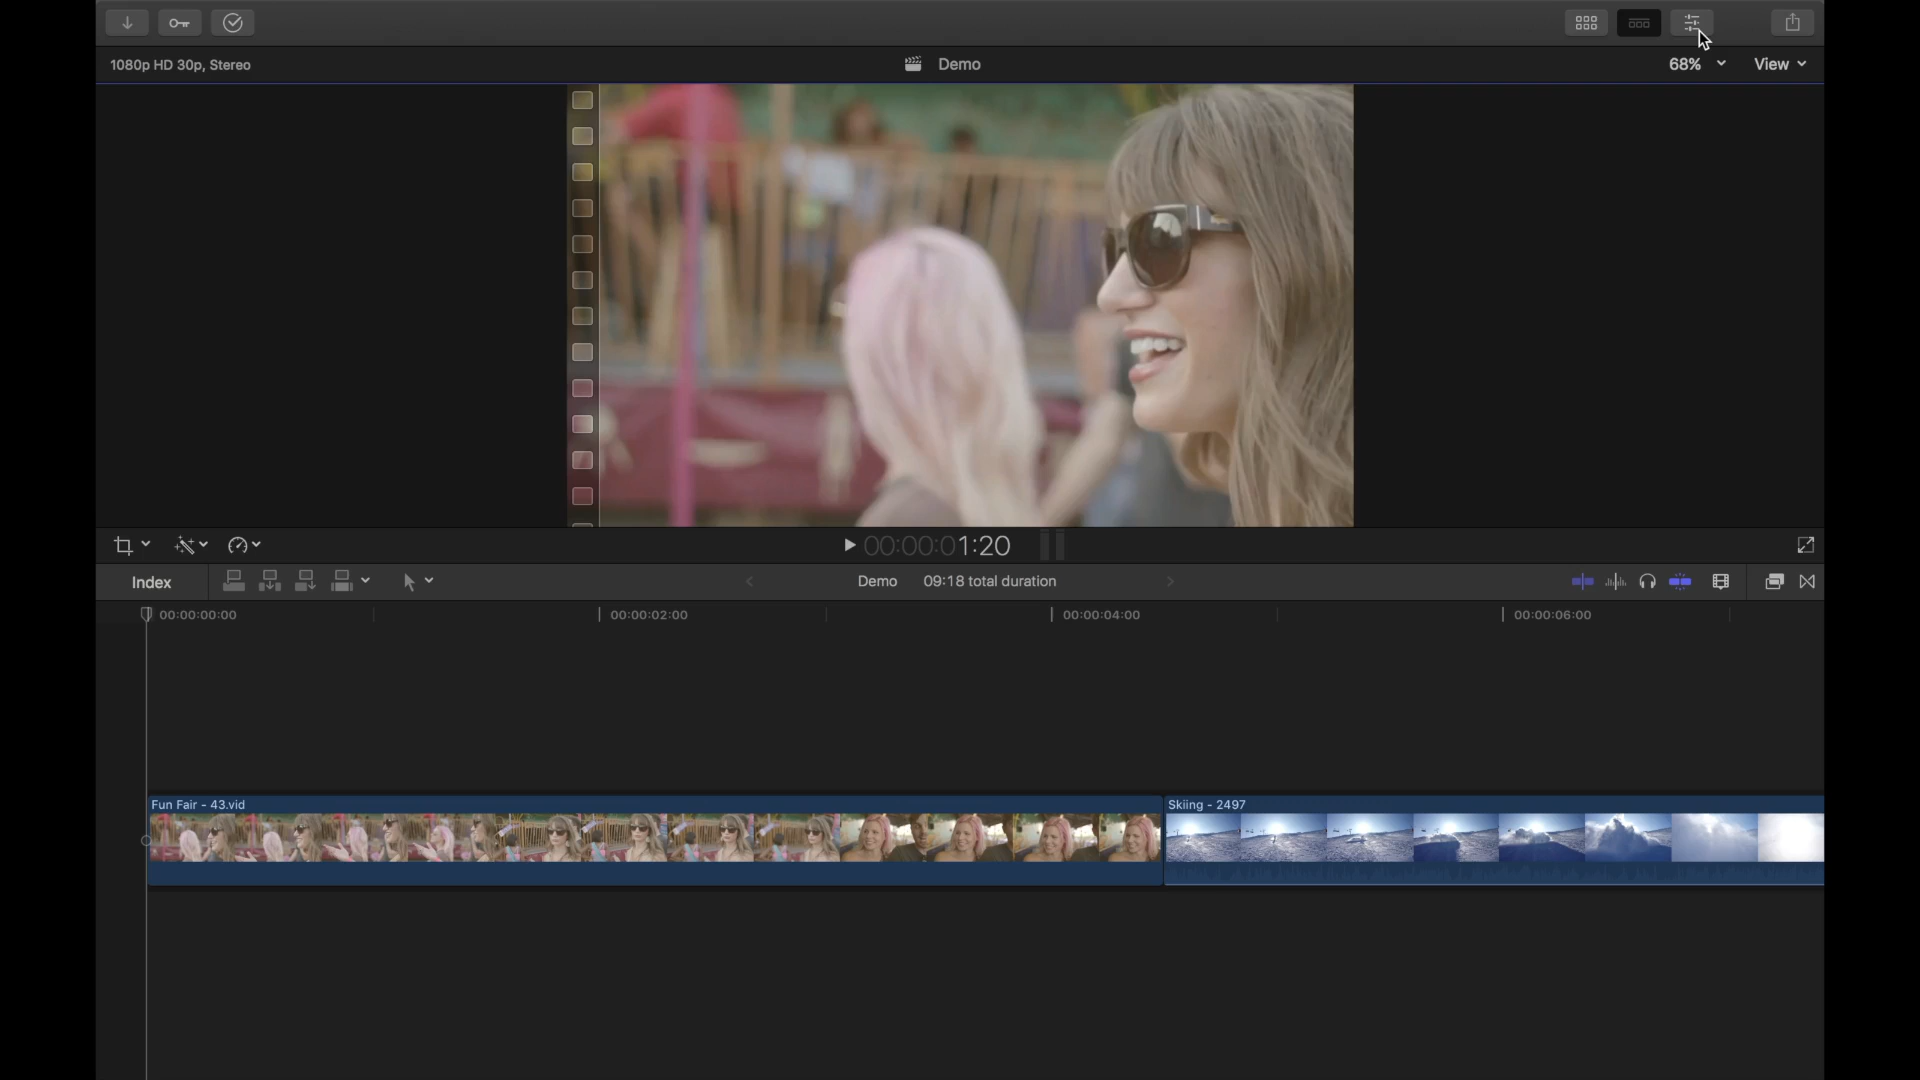 1080p HD 30p, Stereo
Demo
68%
View
00:00:01:20
Index
Demo
09:18 total duration
00:00:00:00
00:00:02:00
00:00:04:00
00:00:06:00
Fun Fair - 43.vid
Skiing - 2497